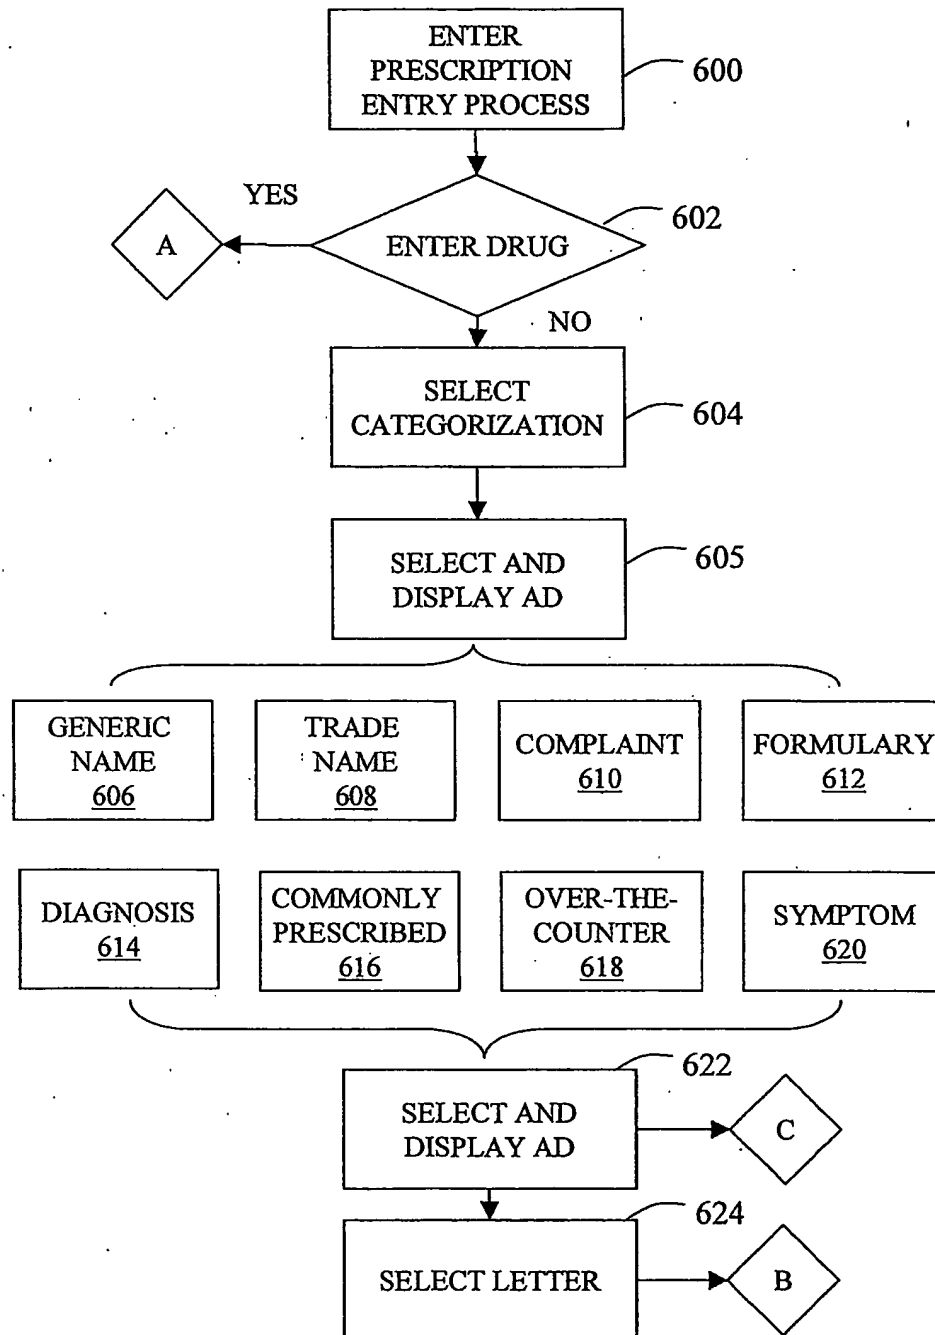 ENTER
PRESCRIPTION
ENTRY PROCESS
600
YES
602
A
ENTER DRUG
NO
SELECT
CATEGORIZATION
604
SELECT AND
DISPLAY AD
605
GENERIC
NAME
606
TRADE
NAME
608
COMPLAINT
610
FORMULARY
612
DIAGNOSIS
614
COMMONLY
PRESCRIBED
616
OVER-THE-
COUNTER
618
SYMPTOM
620
622
SELECT AND
DISPLAY AD
C
624
SELECT LETTER
B